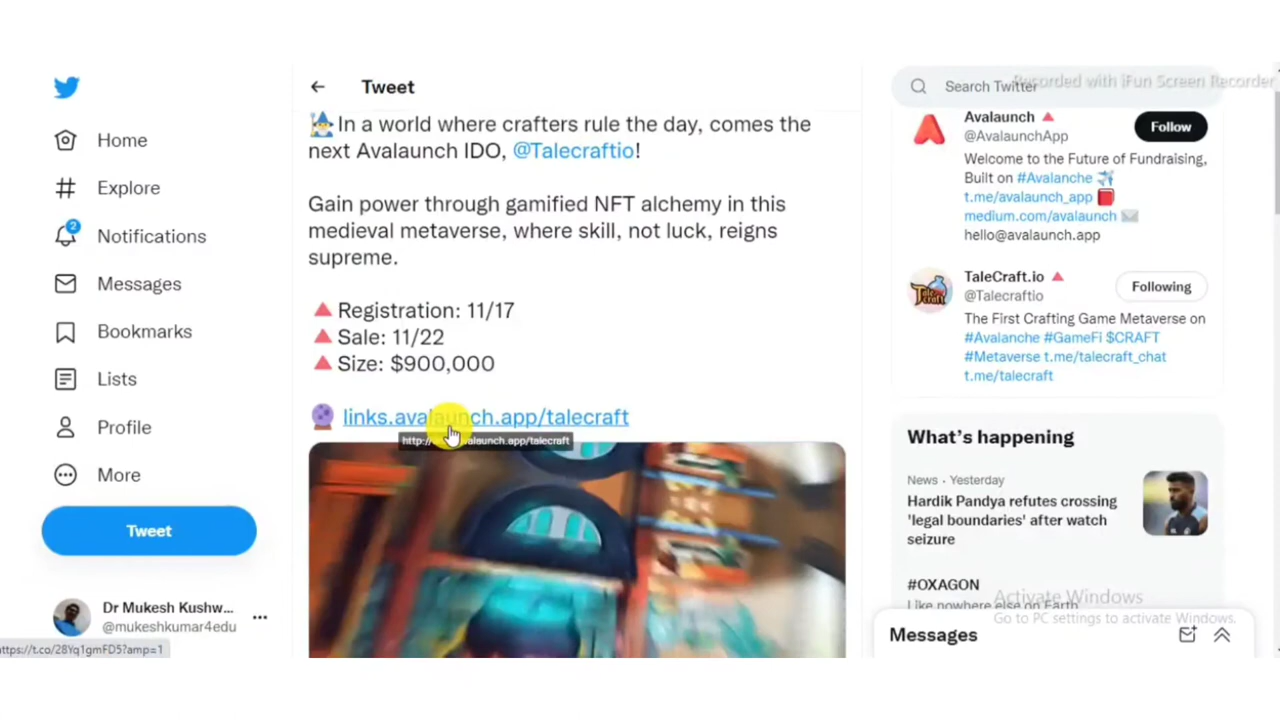 Recorded with iFun Screen Recorder
Home
Explore
2
Notifications
Messages
Bookmarks
Lists
Profile
More
Tweet
Dr Mukesh Kushw...
@mukeshkumar4edu
https://t.co/28Yq1gmFD5?amp=1
Tweet
In a world where crafters rule the day, comes the
next Avalaunch IDO, @Talecraftio!
Gain power through gamified NFT alchemy in this
medieval metaverse, where skill, not luck, reigns
supreme.
Registration: 11/17
Sale: 11/22
Size: $900,000
links.avalaunch.app/talecraft
Search Twitter
Avalaunch
@AvalaunchApp
Follow
Welcome to the Future of Fundraising,
Built on #Avalanche
t.me/avalaunch_app
medium.com/avalaunch
hello@avalaunch.app
Tale craft
TaleCraft.io
@Talecraftio
Following
The First Crafting Game Metaverse on
#Avalanche #GameFi $CRAFT
#Metaverse t.me/talecraft_chat
t.me/talecraft
What's happening
News · Yesterday
Hardik Pandya refutes crossing
'legal boundaries' after watch
seizure
#OXAGON
Like nowhere else on Earth
Activate Windows
Go to PC settings to activate Windows.
Messages